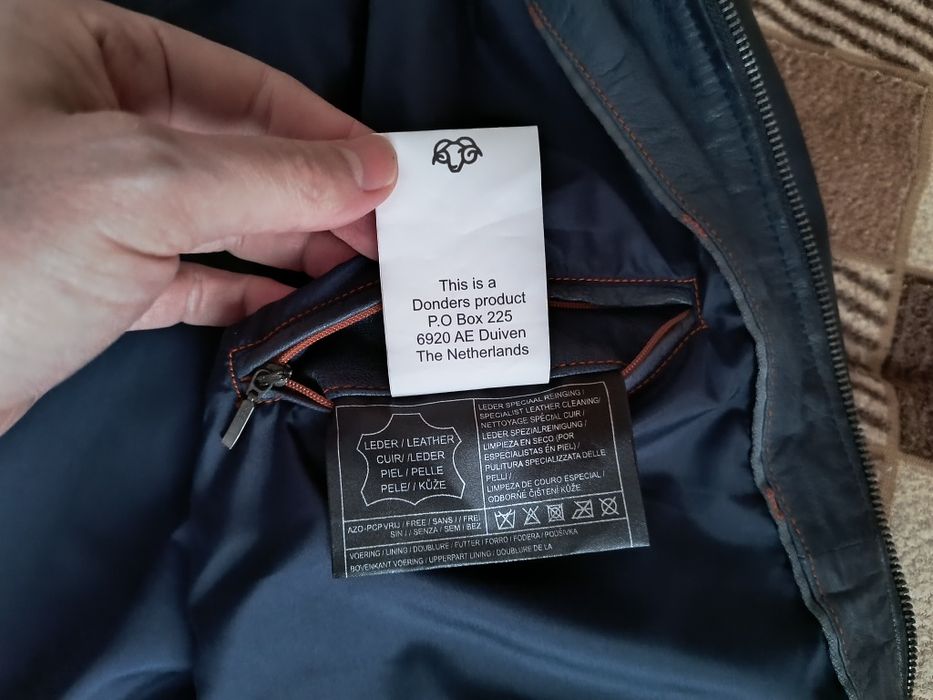 This is a
Donders product
P.O Box 225
6920 AE Duiven
The Netherlands
LEDER / LEATHER
CUIR/ /LEDER
PIEL / PELLE
PELE/ / KŮŽE
LEDER SPECIAAL REINING /
SPECIALIST LEATHER CLEANING/
NETTOYAGE SPÉCIAL CUIR /
LEDER SPEZIALREINIGUNG /
LIMPIEZA EN SECO (POR
ESPECIALISTAS EN PIEL) /
PULITURA SPECIALIZZATA DELLE
PELLI /
LIMPEZA DE COURO ESPECIAL /
ODBORNÉ ČIŠTENÍ KŮŽE.
AZO-PCP VRIJ / FREE / SANS / / FREI
SIN / / SENZA / SEM / BEZ
VOERING / LINING / DOUBLURE / FUTTER / FORRO / FODERA / PODŠÍVKA
BOVENKANT VOERING / UPPERPART LINING / DOUBLURE DE LA